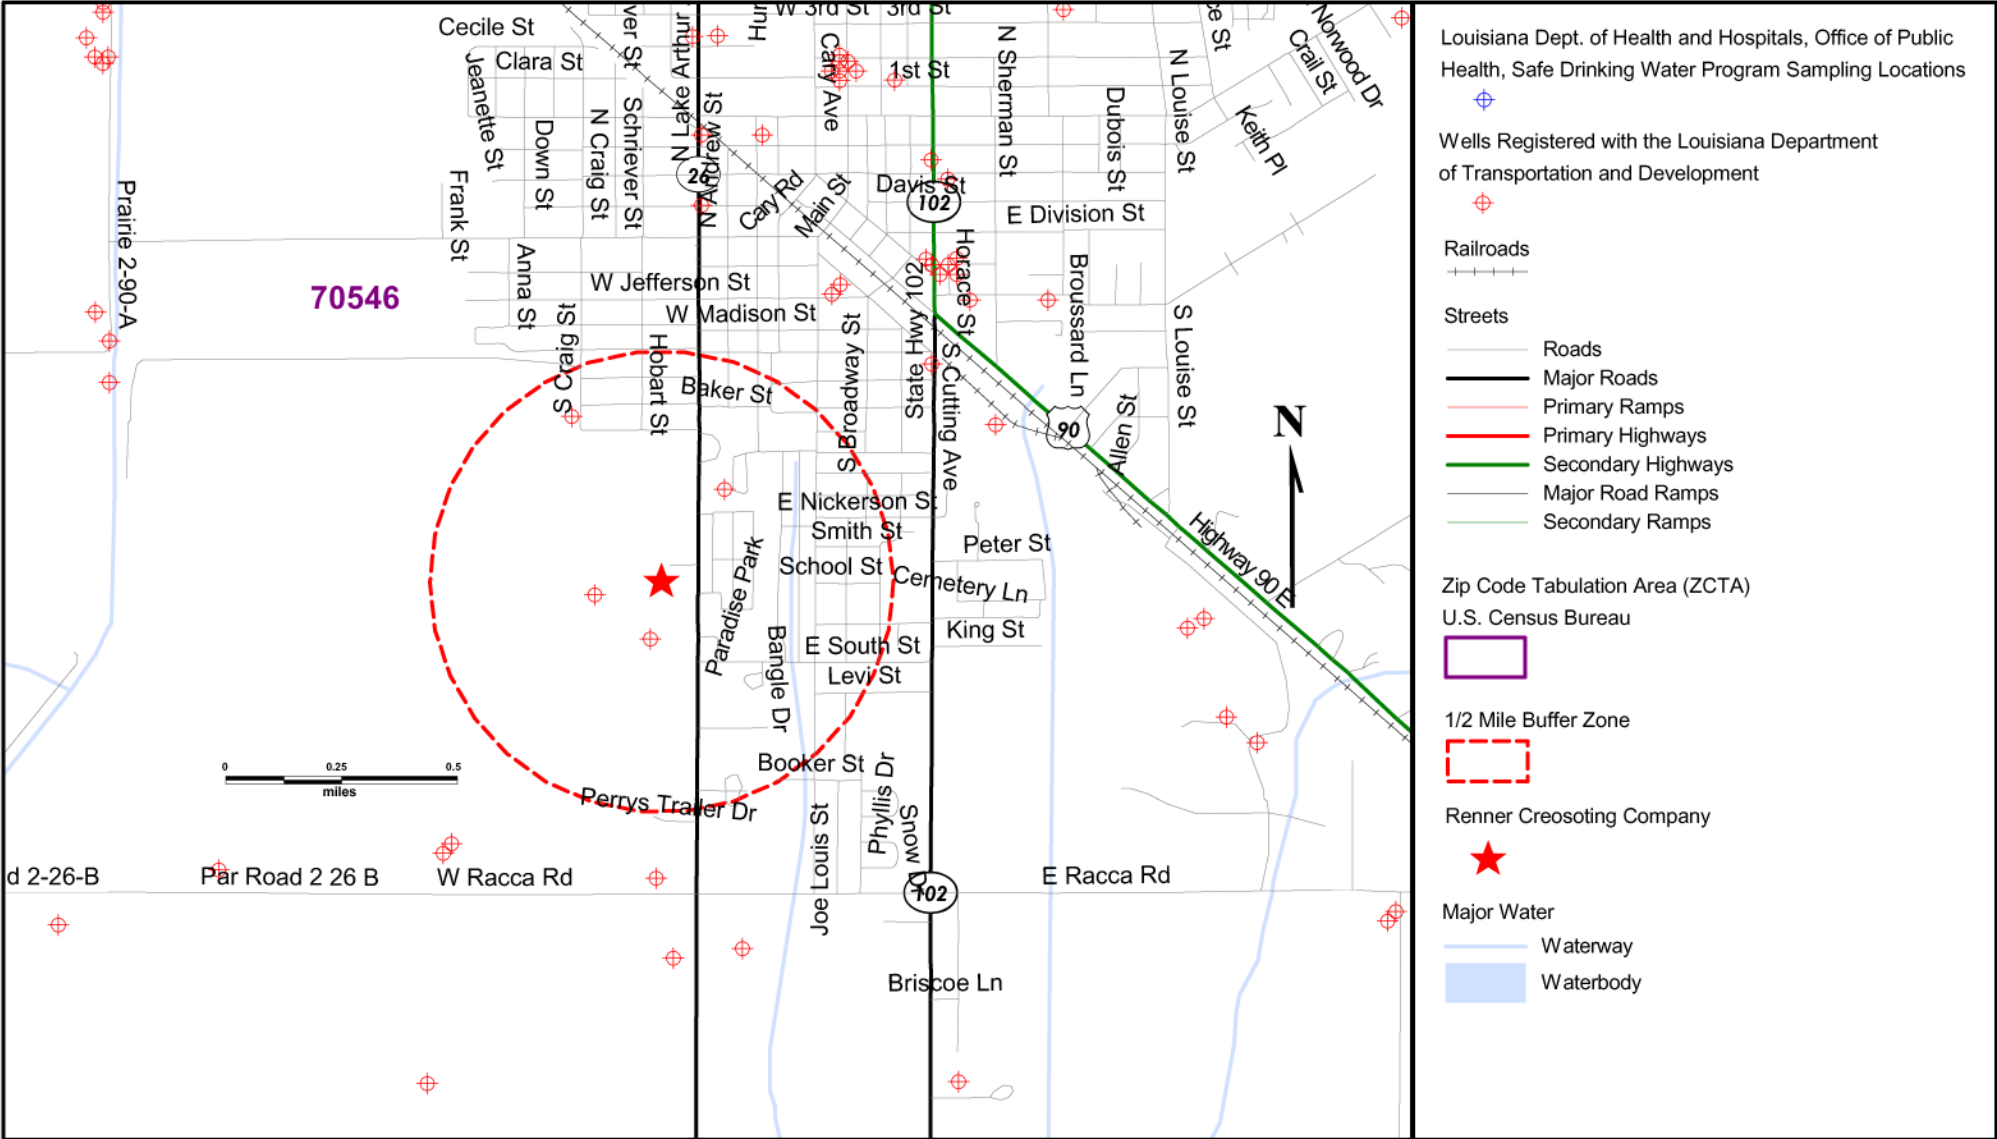 W 3rd St
3rd St
Cecile St
Clara St
1st St
Jeanette St
Down St
N Craig St
Schriever St
N Lake Arthur
N Andrew St
26
Cary Ave
N Sherman St
Dubois St
N Louise St
Keith Pl
Crail St
Norwood Dr
Frank St
Prairie 2-90-A
Cary Rd
Main St
Davis St
102
E Division St
Anna St
70546
W Jefferson St
W Madison St
State Hwy 102
Horace St
Broussard Ln
S Louise St
S Craig St
Hobart St
Baker St
S Broadway St
S Cutting Ave
90
Allen St
N
Highway 90 E
E Nickerson St
Smith St
School St
Peter St
Cemetery Ln
King St
Paradise Park
Bangle Dr
E South St
Levi St
Booker St
Perrys Trailer Dr
Phyllis Dr
Snow Dr
Joe Louis St
0 0.25 0.5
miles
d 2-26-B
Par Road 2 26 B
W Racca Rd
102
E Racca Rd
Briscoe Ln
Louisiana Dept. of Health and Hospitals, Office of Public
Health, Safe Drinking Water Program Sampling Locations
Wells Registered with the Louisiana Department
of Transportation and Development
Railroads
Streets
Roads
Major Roads
Primary Ramps
Primary Highways
Secondary Highways
Major Road Ramps
Secondary Ramps
Zip Code Tabulation Area (ZCTA)
U.S. Census Bureau
1/2 Mile Buffer Zone
Renner Creosoting Company
Major Water
Waterway
Waterbody